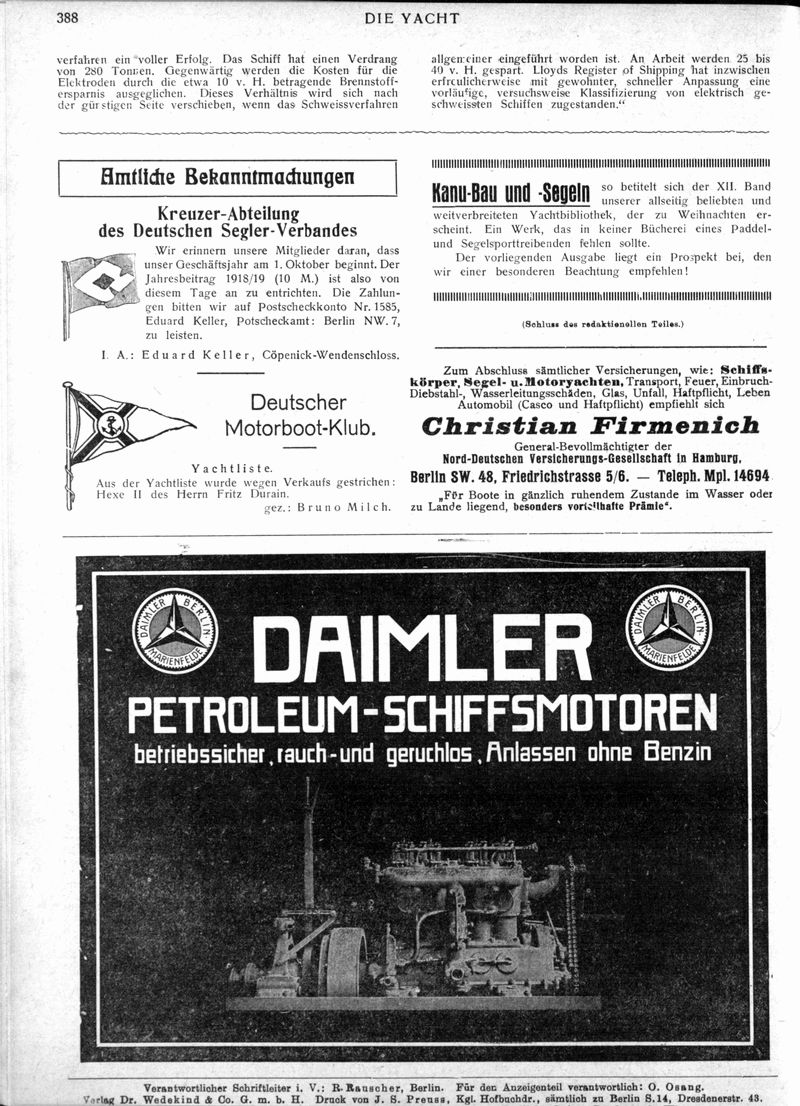 388
DIE YACHT
verfahren ein voller Erfolg. Das Schiff hat einen Verdrang
von 280 Tonnen. Gegenwärtig werden die Kosten für die
Elektroden durch die etwa 10 v. H. betragende Brennstoff-
ersparnis ausgeglichen. Dieses Verhältnis wird sich nach
der günstigen Seite verschieben, wenn das Schweissverfahren
allgemeiner eingeführt worden ist. An Arbeit werden 25 bis
40 v. H. gespart. Lloyds Register of Shipping hat inzwischen
erfreulicherweise mit gewohnter, schneller Anpassung eine
vorläufige, versuchsweise Klassifizierung von elektrisch ge-
schweissten Schiffen zugestanden.“
Amtliche Bekanntmachungen
Kreuzer-Abteilung
des Deutschen Segler-Verbandes
Wir erinnern unsere Mitglieder daran, dass
unser Geschäftsjahr am 1. Oktober beginnt. Der
Jahresbeitrag 1918/19 (10 M.) ist also von
diesem Tage an zu entrichten. Die Zahlun-
gen bitten wir auf Postscheckkonto Nr. 1585,
Eduard Keller, Potscheckamt: Berlin NW. 7,
zu leisten.
I. A.: Eduard Keller, Cöpenick-Wendenschloss.
Deutscher
Motorboot-Klub.
Yachtliste.
Aus der Yachtliste wurde wegen Verkaufs gestrichen:
Hexe II des Herrn Fritz Durain.
gez.: Bruno Milch.
Kanu-Bau und -Segeln so betitelt sich der XII. Band
unserer allseitig beliebten und
weitverbreiteten Yachtbibliothek, der zu Weihnachten er-
scheint. Ein Werk, das in keiner Bücherei eines Paddel-
und Segelsporttreibenden fehlen sollte.
Der vorliegenden Ausgabe liegt ein Prospekt bei, den
wir einer besonderen Beachtung empfehlen!
(Schluss des redaktionellen Teiles.)
Zum Abschluss sämtlicher Versicherungen, wie: Schiffs-
körper, Segel- u. Motoryachten, Transport, Feuer, Einbruch-
Diebstahl-, Wasserleitungsschäden, Glas, Unfall, Haftpflicht, Leben
Automobil (Casco und Haftpflicht) empfiehlt sich
Christian Firmenich
General-Bevollmächtigter der
Nord-Deutschen Versicherungs-Gesellschaft in Hamburg,
Berlin SW. 48, Friedrichstrasse 5/6. — Teleph. Mpl. 14694
„Für Boote in gänzlich ruhendem Zustande im Wasser oder
zu Lande liegend, besonders vorteilhafte Prämie“.
DAIMLER BERLIN-MARIENFELDE
DAIMLER BERLIN-MARIENFELDE
DAIMLER
PETROLEUM-SCHIFFSMOTOREN
betriebssicher, rauch- und geruchlos, Anlassen ohne Benzin
Verantwortlicher Schriftleiter i. V.: R. Rauscher, Berlin. Für den Anzeigenteil verantwortlich: O. Osang.
Verlag Dr. Wedekind & Co. G. m. b. H. Druck von J. S. Preuss, Kgl. Hofbuchdr., sämtlich zu Berlin S.14, Dresdenerstr. 43.